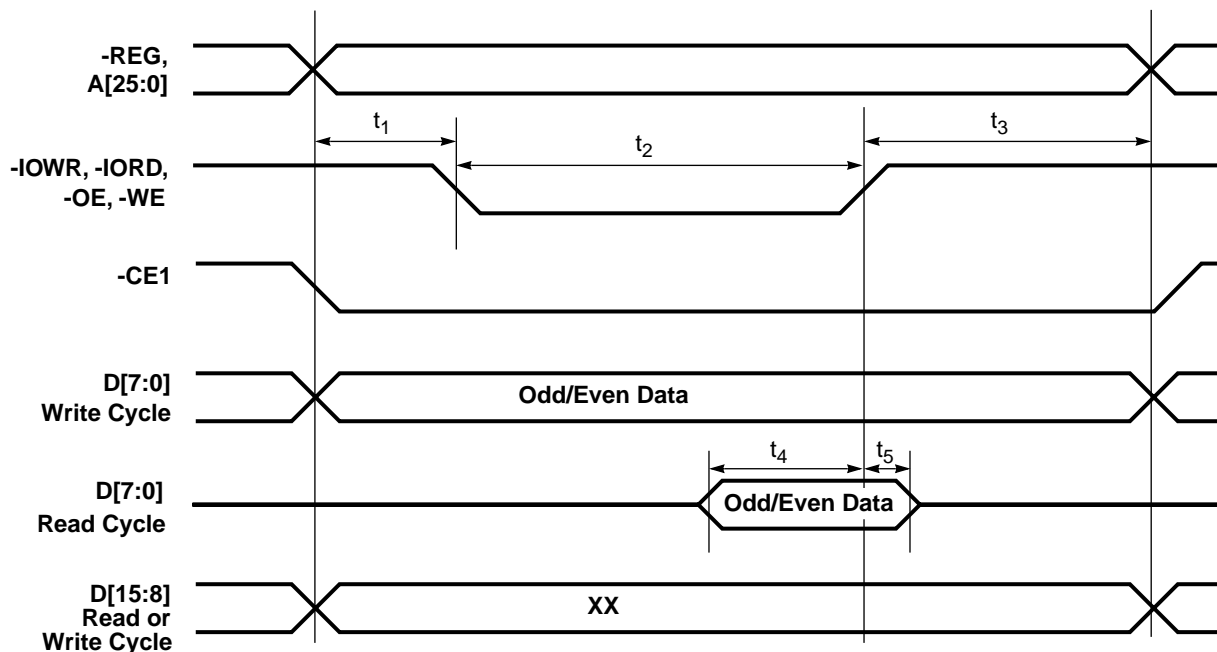 -REG,
A[25:0]
t1
t2
t3
-IOWR, -IORD,
-OE, -WE
-CE1
D[7:0]
Write Cycle
Odd/Even Data
t4
t5
D[7:0]
Read Cycle
Odd/Even Data
D[15:8]
Read or
Write Cycle
XX